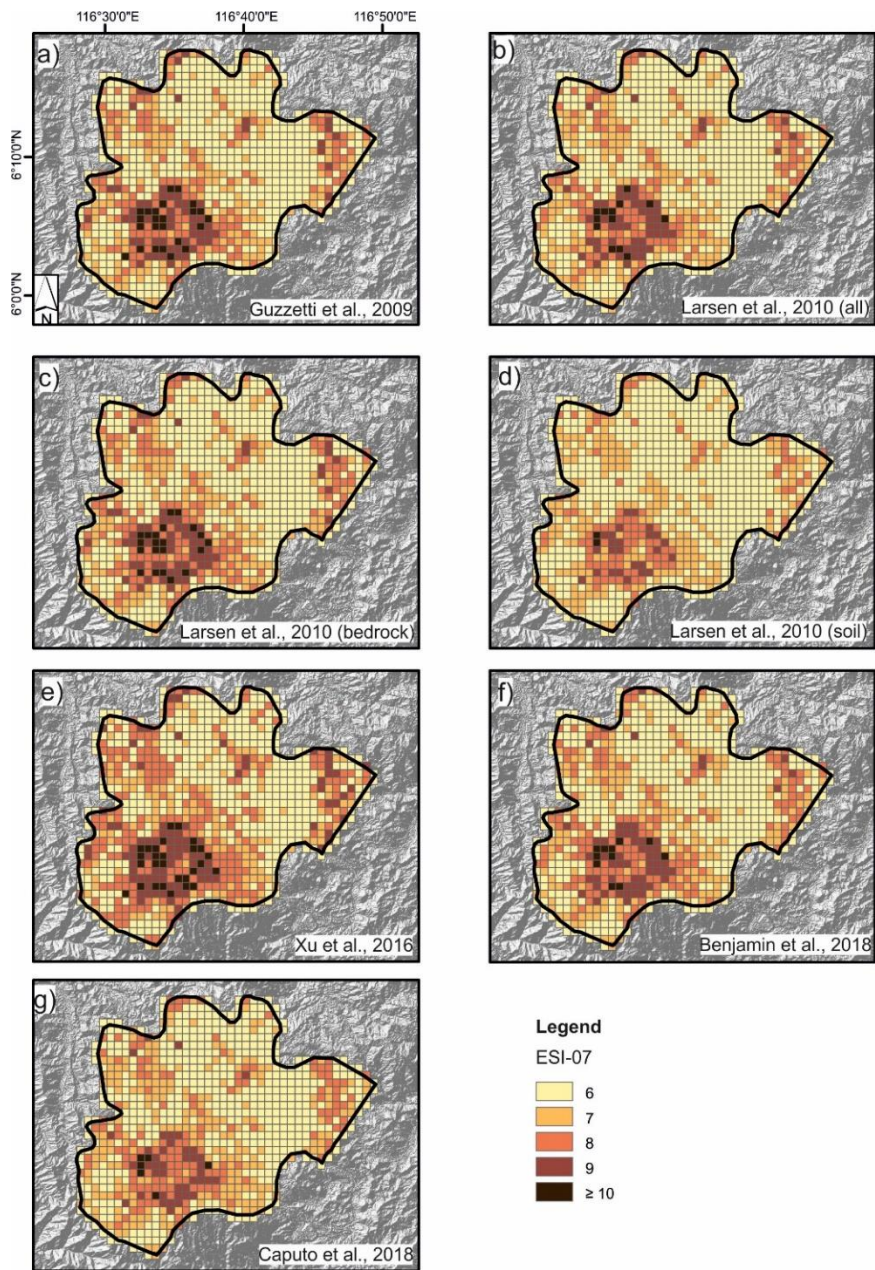 116°30'0"E 116°40'0"E 116°50'0"E
a)
b)
6°10'0"N
6°0'0"N
N
Guzzetti et al., 2009
Larsen et al., 2010 (all)
c)
d)
Larsen et al., 2010 (bedrock)
Larsen et al., 2010 (soil)
e)
f)
Xu et al., 2016
Benjamin et al., 2018
g)
Caputo et al., 2018
Legend
ESI-07
6
7
8
9
≥ 10